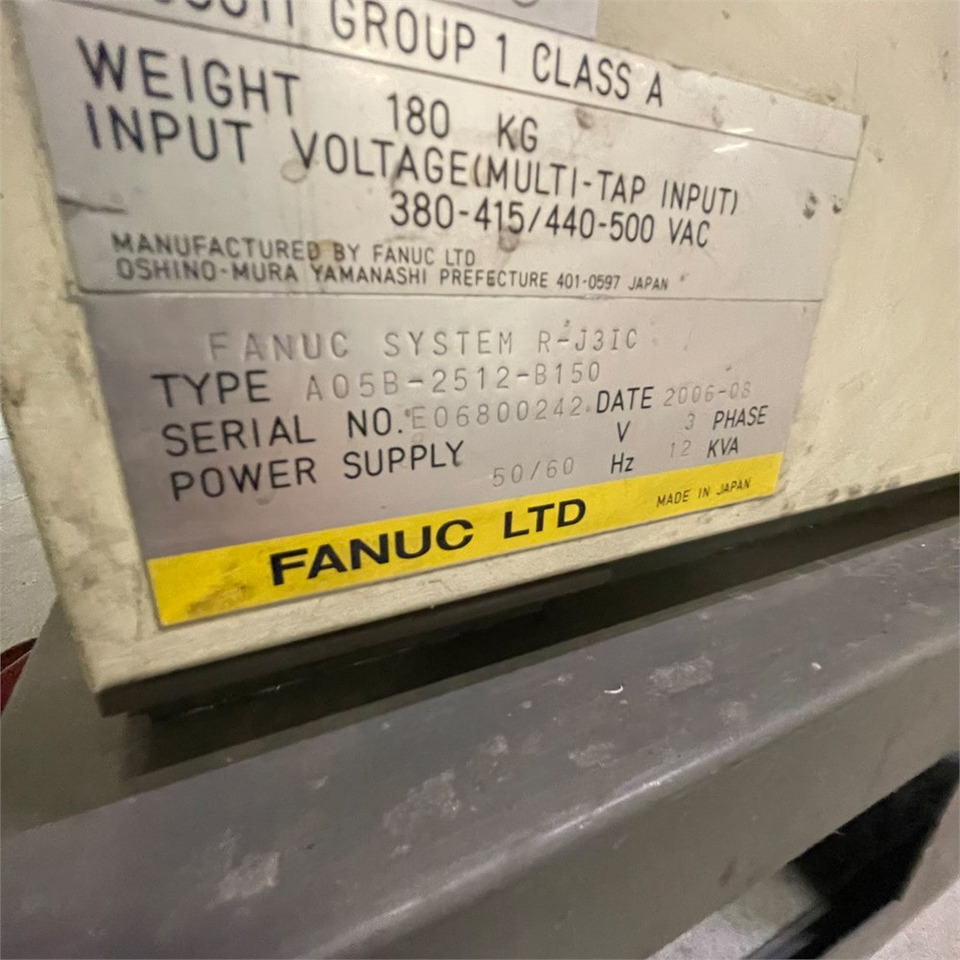 GROUP 1 CLASS A
WEIGHT 180 KG
INPUT VOLTAGE(MULTI-TAP INPUT)
380-415/440-500 VAC
MANUFACTURED BY FANUC LTD
OSHINO-MURA YAMANASHI PREFECTURE 401-0597 JAPAN
FANUC SYSTEM R-J3IC
TYPE A05B-2512-B150
SERIAL NO. E06800242 DATE 2006-08
POWER SUPPLY V 3 PHASE
50/60 Hz 12 KVA
FANUC LTD MADE IN JAPAN